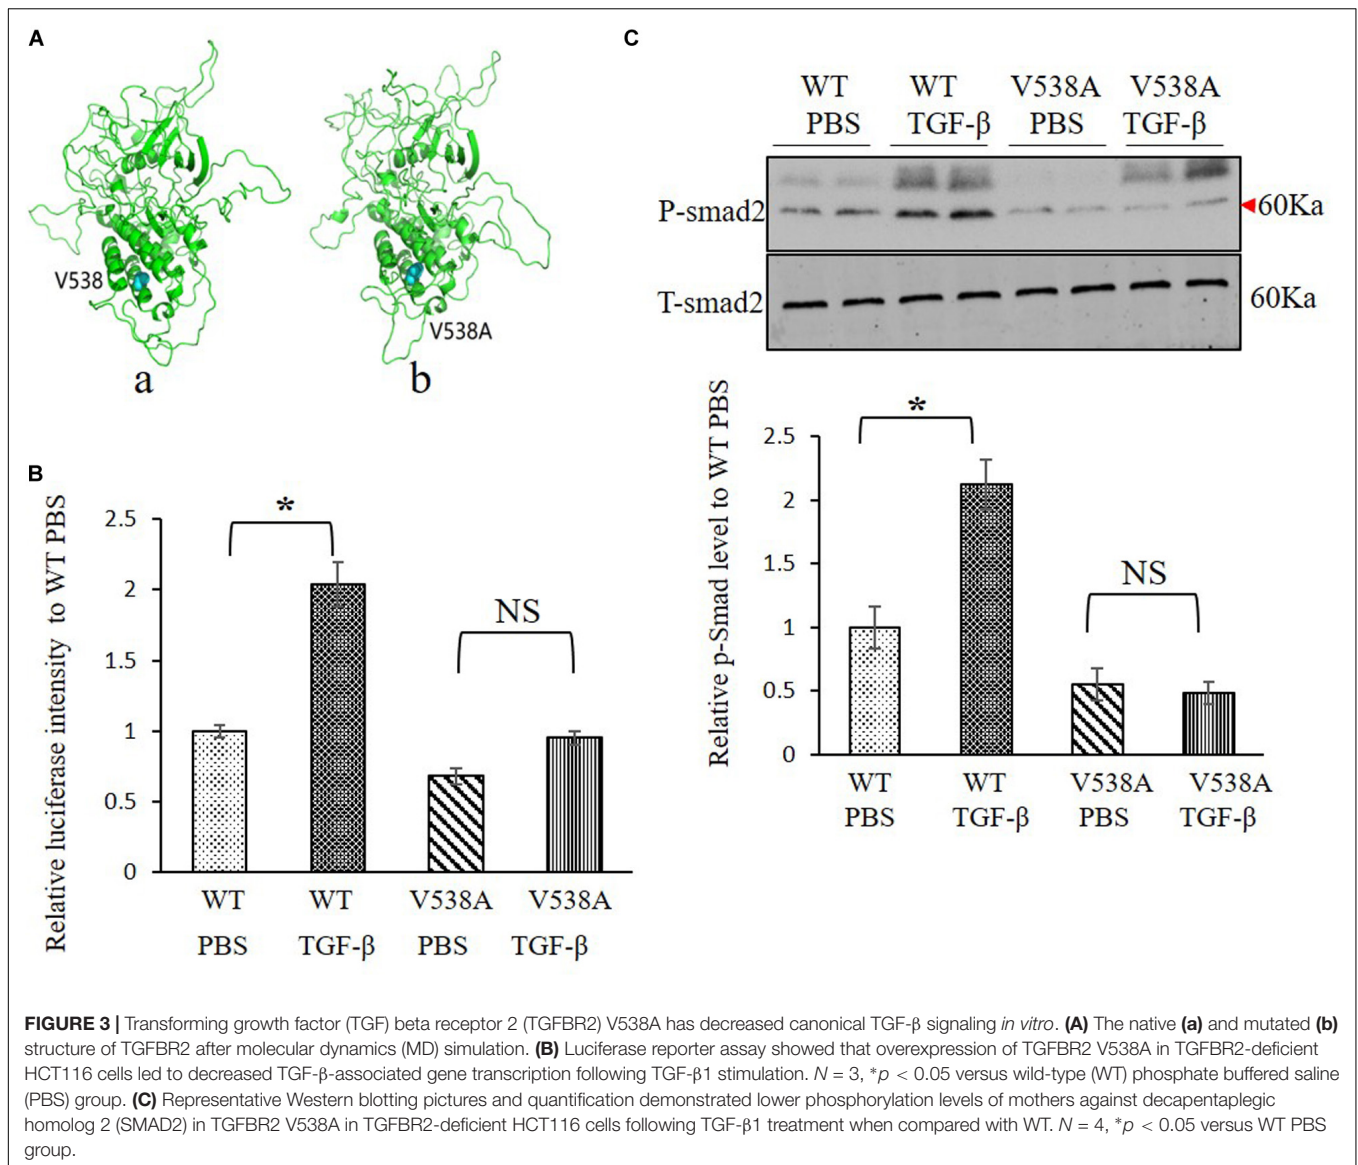 A
V538
a
V538A
b
C
WT WT V538A V538A
PBS TGF-β PBS TGF-β
P-smad2
60Ka
T-smad2
60Ka
B
Relative luciferase intensity to WT PBS
2.5
2
1.5
1
0.5
0
*
NS
WT WT V538A V538A
PBS TGF-β PBS TGF-β
Relative p-Smad level to WT PBS
2.5
2
1.5
1
0.5
0
*
NS
WT WT V538A V538A
PBS TGF-β PBS TGF-β
FIGURE 3 | Transforming growth factor (TGF) beta receptor 2 (TGFBR2) V538A has decreased canonical TGF-β signaling in vitro. (A) The native (a) and mutated (b)
structure of TGFBR2 after molecular dynamics (MD) simulation. (B) Luciferase reporter assay showed that overexpression of TGFBR2 V538A in TGFBR2-deficient
HCT116 cells led to decreased TGF-β-associated gene transcription following TGF-β1 stimulation. N = 3, *p < 0.05 versus wild-type (WT) phosphate buffered saline
(PBS) group. (C) Representative Western blotting pictures and quantification demonstrated lower phosphorylation levels of mothers against decapentaplegic
homolog 2 (SMAD2) in TGFBR2 V538A in TGFBR2-deficient HCT116 cells following TGF-β1 treatment when compared with WT. N = 4, *p < 0.05 versus WT PBS
group.